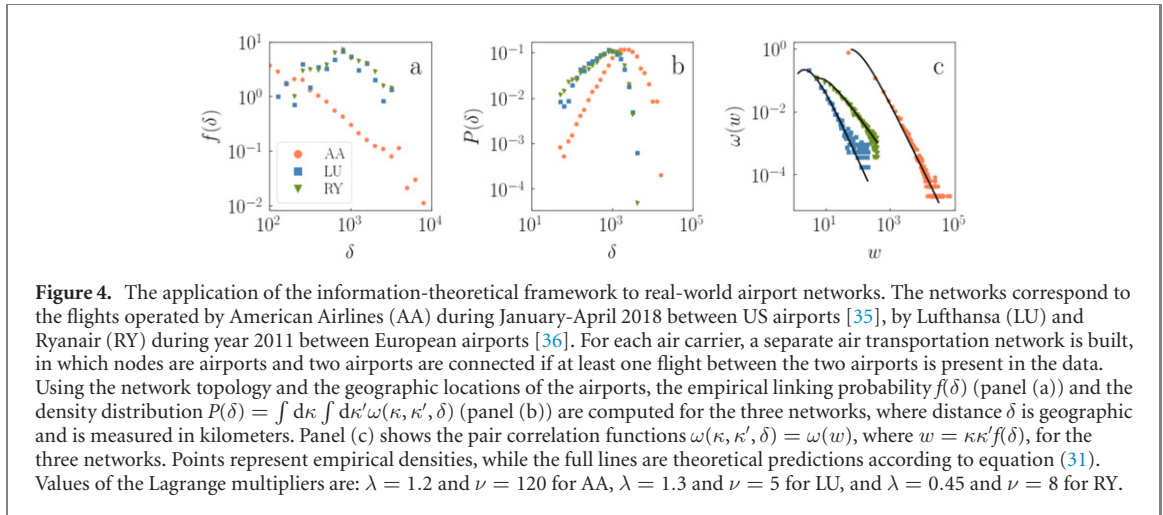 10¹
10⁰
10⁻¹
10⁻²
f(δ)
a
AA
LU
RY
10²
10³
10⁴
δ
10⁻¹
10⁻²
10⁻³
10⁻⁴
P(δ)
b
10¹
10³
10⁵
δ
10⁰
10⁻²
10⁻⁴
ω(w)
c
10¹
10³
10⁵
w
Figure 4. The application of the information-theoretical framework to real-world airport networks. The networks correspond to
the flights operated by American Airlines (AA) during January-April 2018 between US airports [35], by Lufthansa (LU) and
Ryanair (RY) during year 2011 between European airports [36]. For each air carrier, a separate air transportation network is built,
in which nodes are airports and two airports are connected if at least one flight between the two airports is present in the data.
Using the network topology and the geographic locations of the airports, the empirical linking probability f(δ) (panel (a)) and the
density distribution P(δ) = ∫ dκ ∫ dκ′ω(κ, κ′, δ) (panel (b)) are computed for the three networks, where distance δ is geographic
and is measured in kilometers. Panel (c) shows the pair correlation functions ω(κ, κ′, δ) = ω(w), where w = κκ′f(δ), for the
three networks. Points represent empirical densities, while the full lines are theoretical predictions according to equation (31).
Values of the Lagrange multipliers are: λ = 1.2 and ν = 120 for AA, λ = 1.3 and ν = 5 for LU, and λ = 0.45 and ν = 8 for RY.